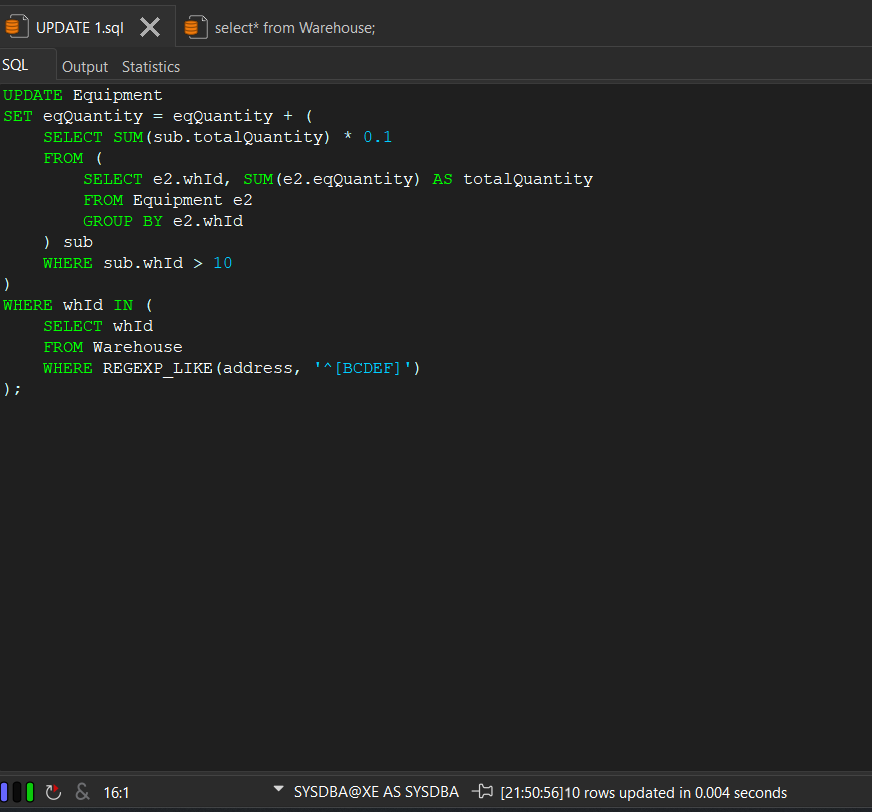 UPDATE 1.sql
select* from Warehouse;
SQL
Output
Statistics
UPDATE Equipment
SET eqQuantity = eqQuantity + (
    SELECT SUM(sub.totalQuantity) * 0.1
    FROM (
        SELECT e2.whId, SUM(e2.eqQuantity) AS totalQuantity
        FROM Equipment e2
        GROUP BY e2.whId
    ) sub
    WHERE sub.whId > 10
)
WHERE whId IN (
    SELECT whId
    FROM Warehouse
    WHERE REGEXP_LIKE(address, '^[BCDEF]')
);
& 16:1 SYSDBA@XE AS SYSDBA [21:50:56]10 rows updated in 0.004 seconds